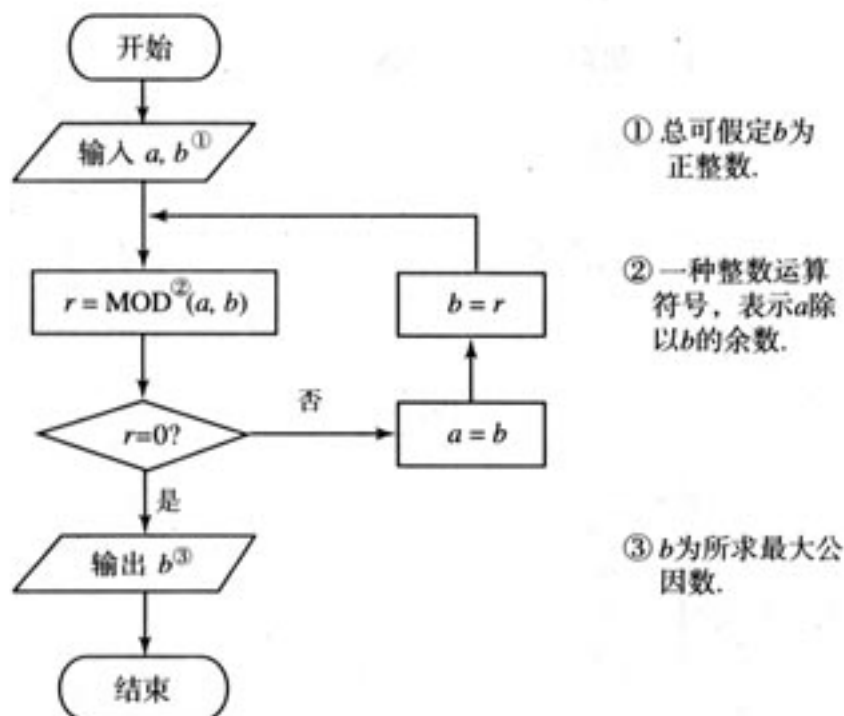 开始
输入 a, b①
① 总可假定b为
正整数.
r = MOD②(a, b)
b = r
② 一种整数运算
符号，表示a除
以b的余数.
否
r=0?
a = b
是
输出 b③
③ b为所求最大公
因数.
结束